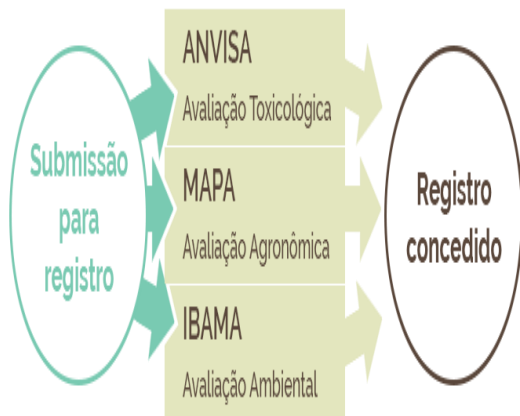 Submissão
para
registro
ANVISA
Avaliação Toxicológica
MAPA
Avaliação Agronômica
IBAMA
Avaliação Ambiental
Registro
concedido